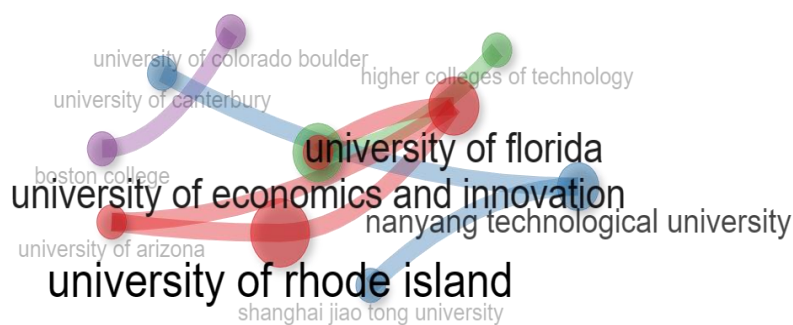 university of colorado boulder
higher colleges of technology
university of canterbury
university of florida
boston college
university of economics and innovation
nanyang technological university
university of arizona
university of rhode island
shanghai jiao tong university